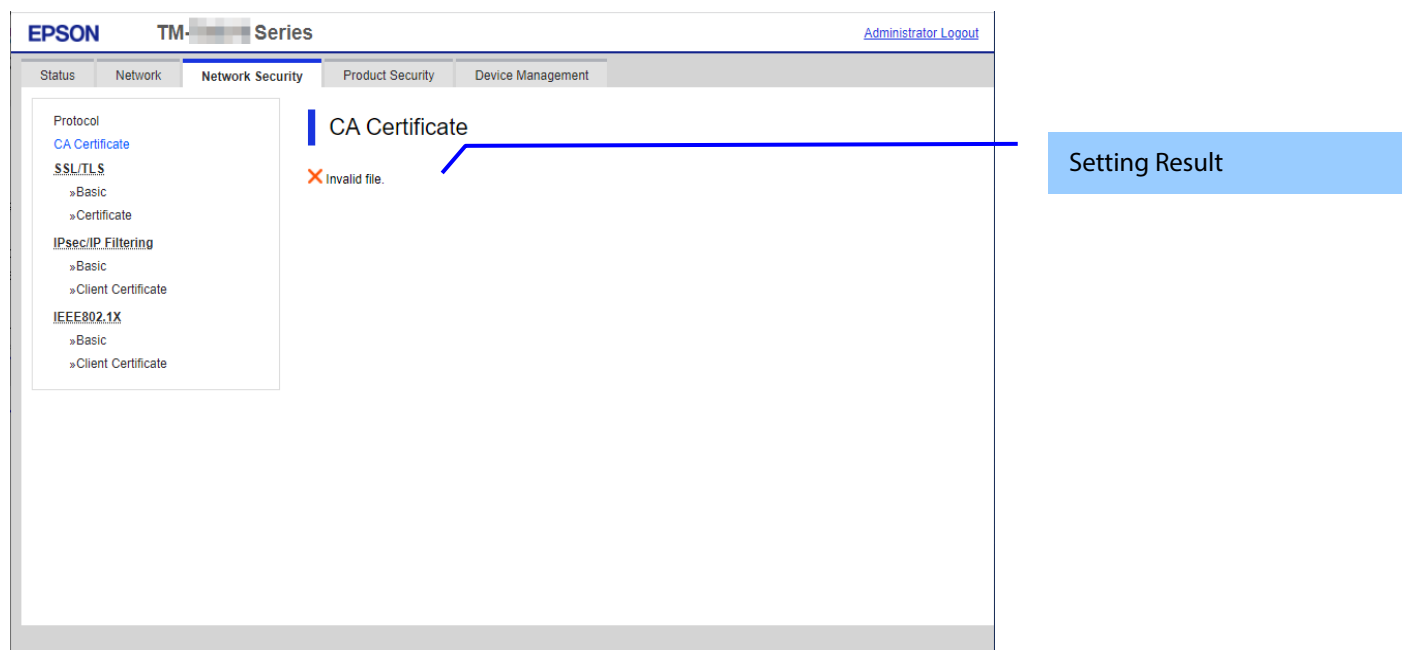 EPSON TM- Series Administrator Logout
Status Network Network Security Product Security Device Management
Protocol
CA Certificate
SSL/TLS
»Basic
»Certificate
IPsec/IP Filtering
»Basic
»Client Certificate
IEEE802.1X
»Basic
»Client Certificate
CA Certificate
Invalid file.
Setting Result